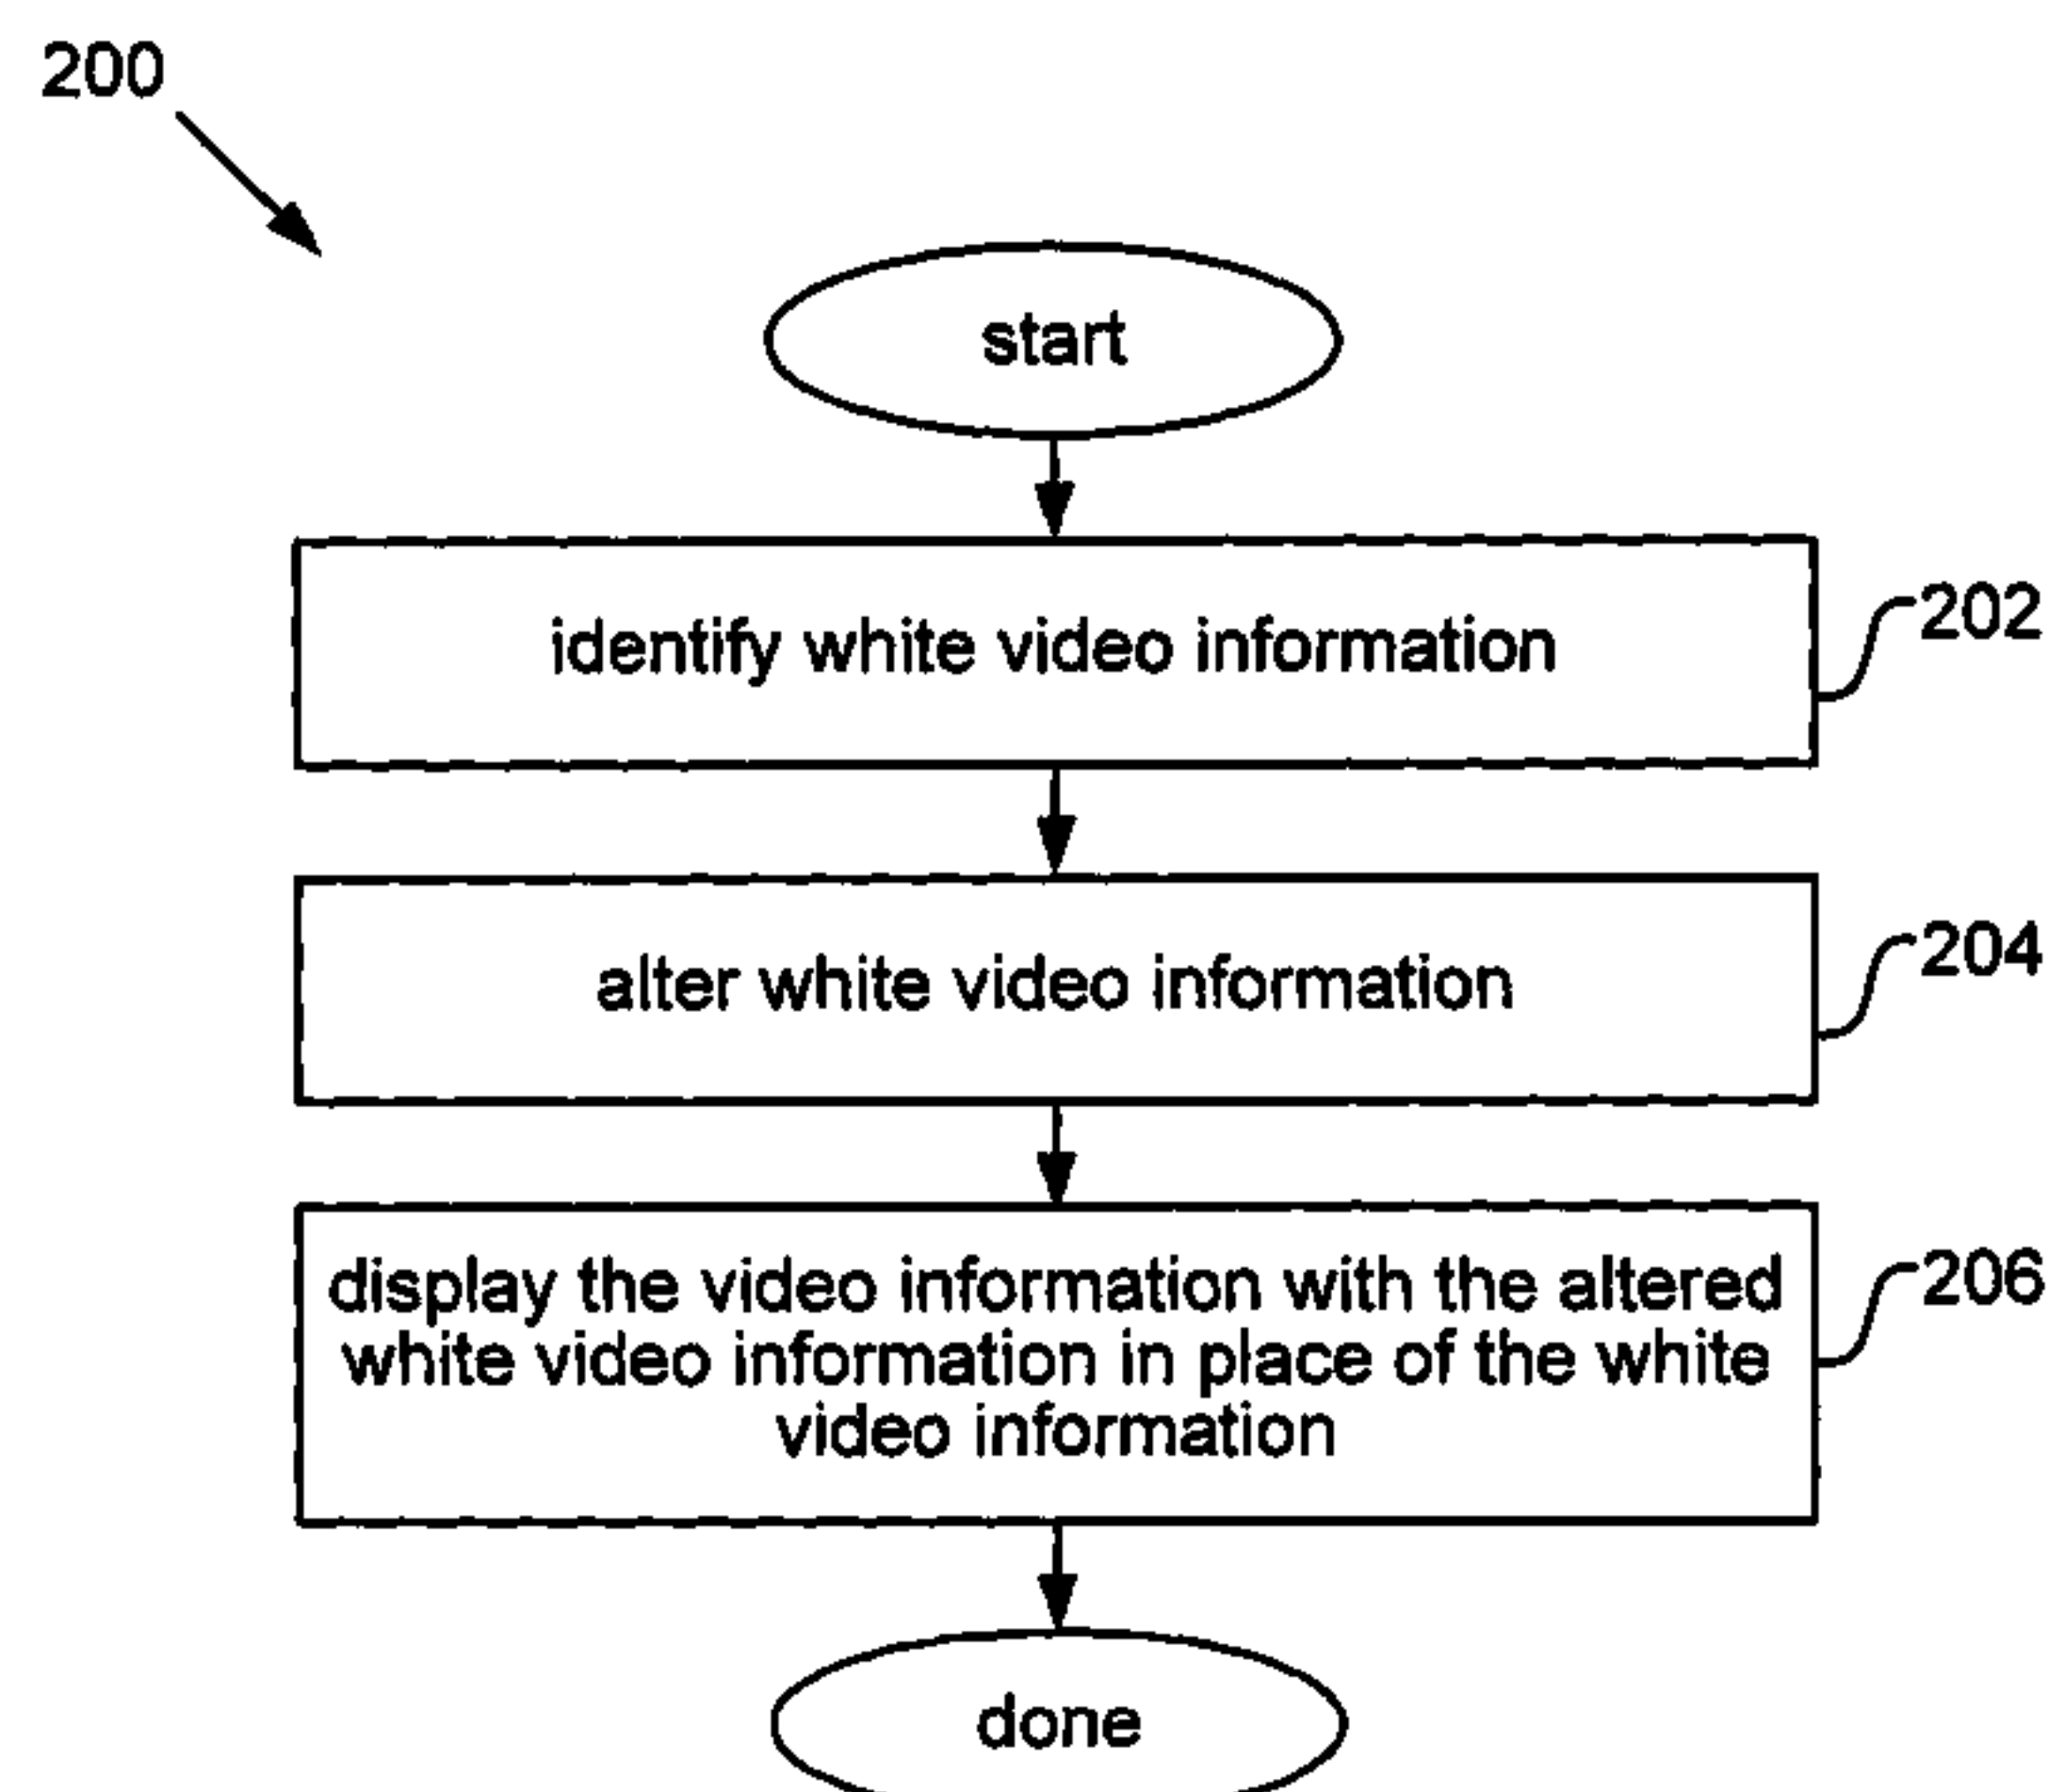 200
start
identify white video information
202
alter white video information
204
display the video information with the altered
white video information in place of the white
video information
206
done